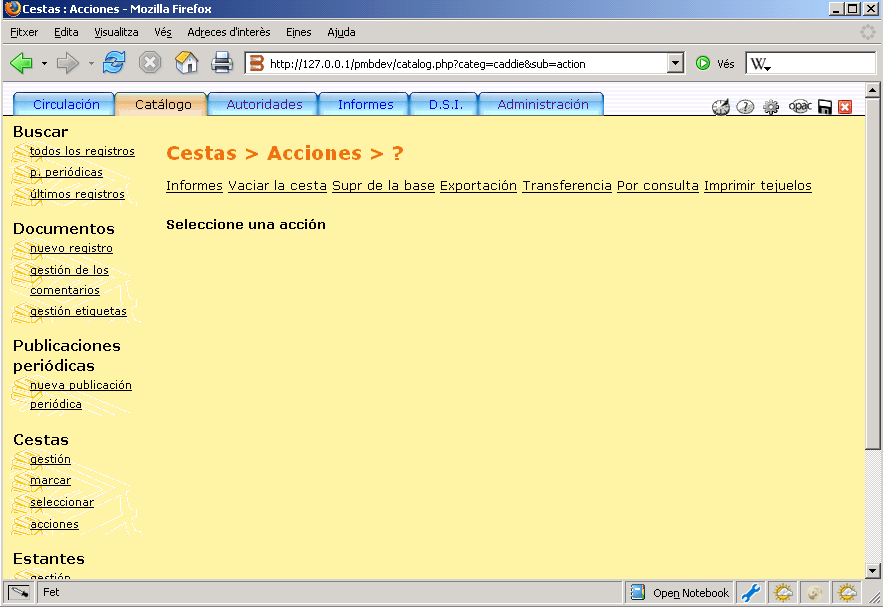 Cestas : Acciones - Mozilla Firefox
Fitxer Edita Visualitza Vés Adreces d'interès Eines Ajuda
http://127.0.0.1/pmbdev/catalog.php?categ=caddie&sub=action Vés W.
Circulación Catálogo Autoridades Informes D.S.I. Administración opac
Buscar
todos los registros
p. periódicas
últimos registros
Documentos
nuevo registro
gestión de los
comentarios
gestión etiquetas
Publicaciones
periódicas
nueva publicación
periódica
Cestas
gestión
marcar
seleccionar
acciones
Estantes
gestión
Cestas > Acciones > ?
Informes Vaciar la cesta Supr de la base Exportación Transferencia Por consulta Imprimir tejuelos
Seleccione una acción
Fet Open Notebook